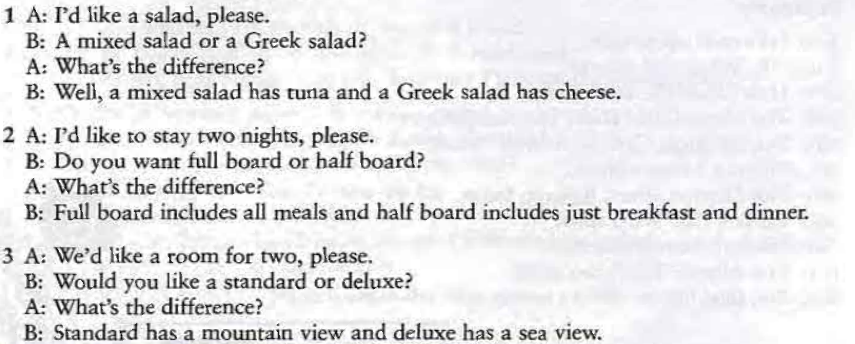 1 A: I'd like a salad, please.
B: A mixed salad or a Greek salad?
A: What's the difference?
B: Well, a mixed salad has tuna and a Greek salad has cheese.
2 A: I'd like to stay two nights, please.
B: Do you want full board or half board?
A: What's the difference?
B: Full board includes all meals and half board includes just breakfast and dinner.
3 A: We'd like a room for two, please.
B: Would you like a standard or deluxe?
A: What's the difference?
B: Standard has a mountain view and deluxe has a sea view.